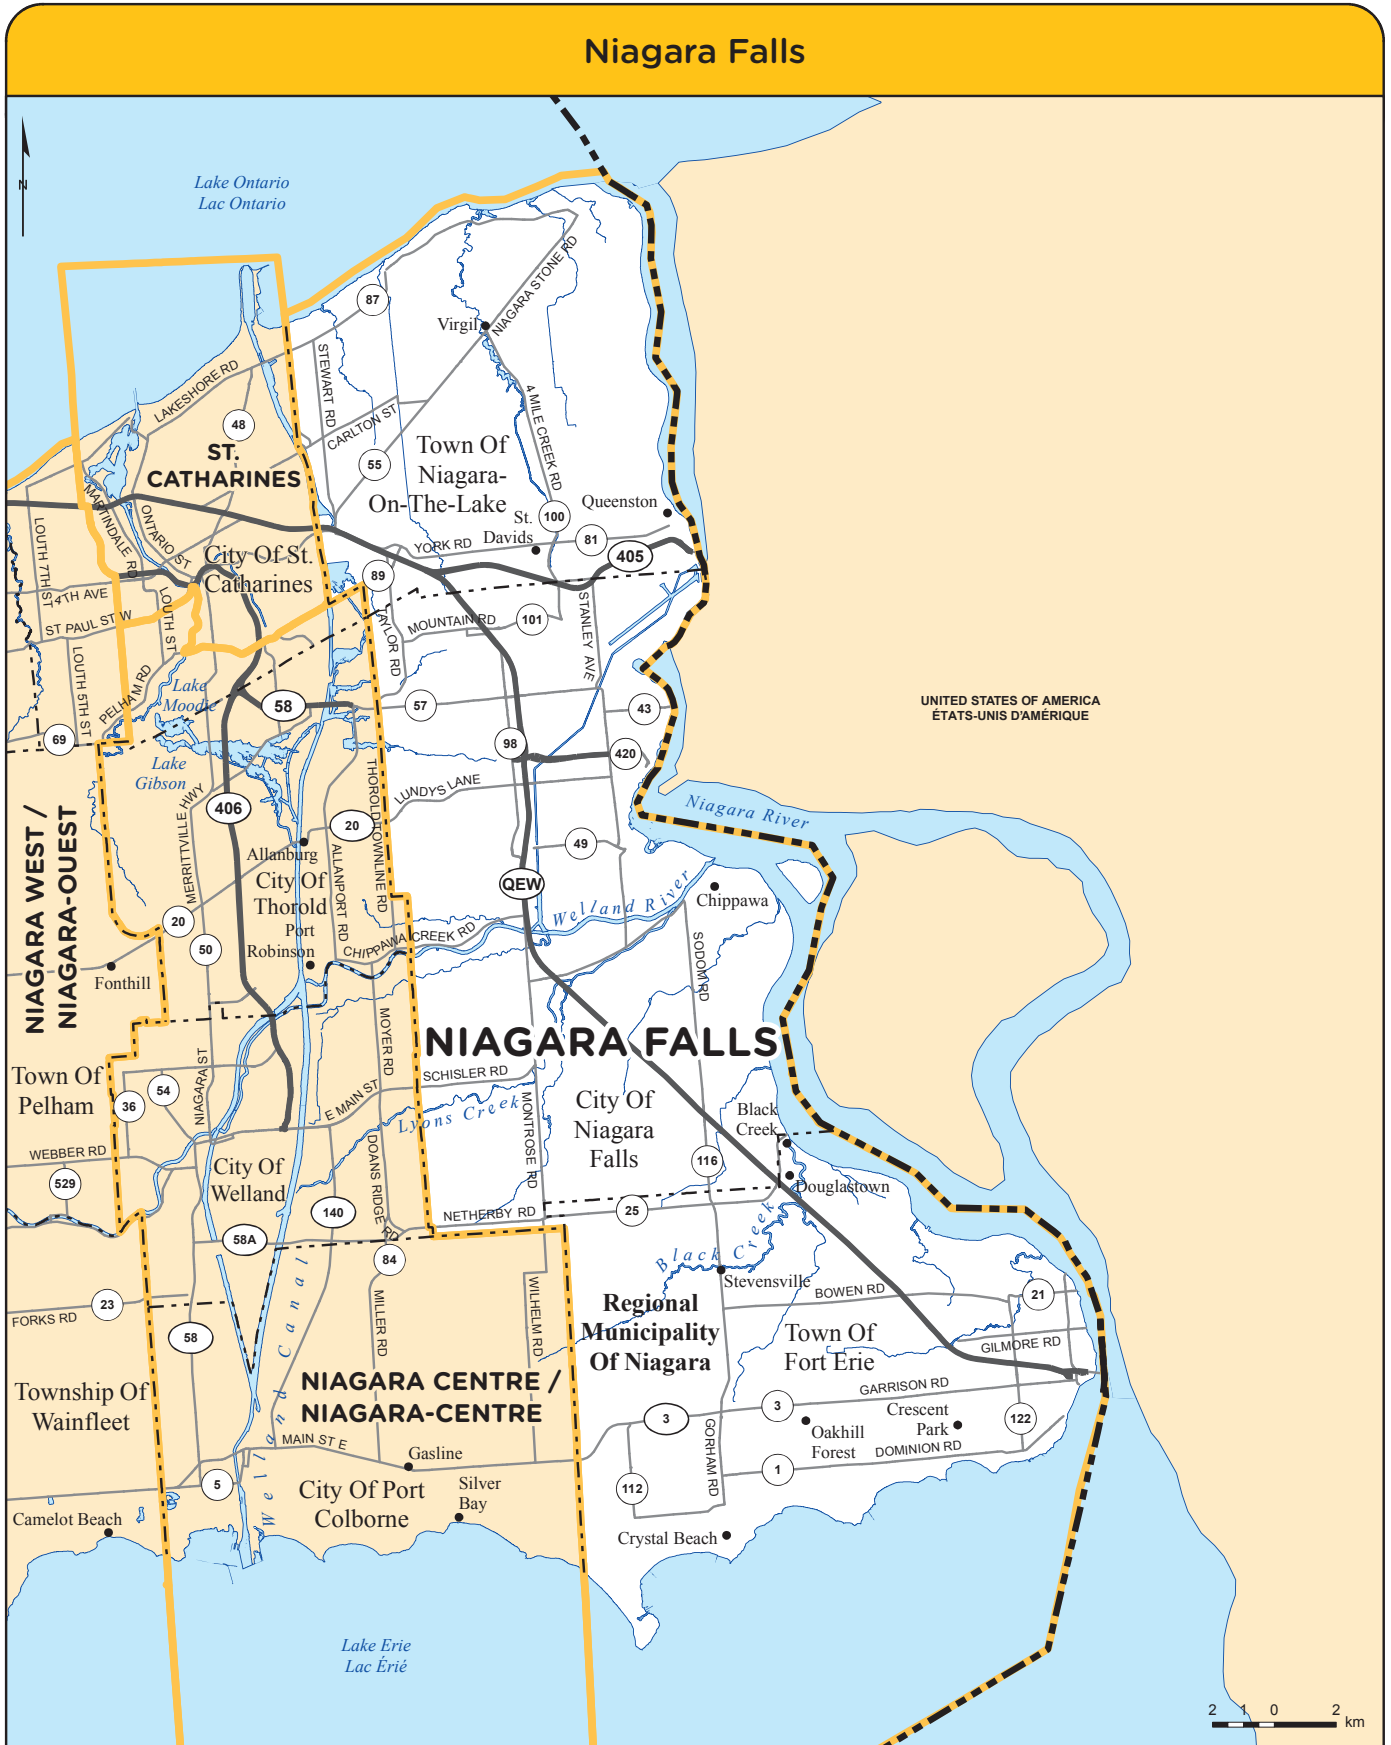 Niagara Falls
N
Lake Ontario
Lac Ontario
87
Virgil
NIAGARA STONE RD
STEWART RD
LAKESHORE RD
48
CARLTON ST
4 MILE CREEK RD
ST.
CATHARINES
55
Town Of
Niagara-
On-The-Lake
Queenston
MARTINDALE RD
ONTARIO ST
LOUTH 7TH ST
100
St.
Davids
81
YORK RD
405
City Of St.
Catharines
89
4TH AVE
ST PAUL ST W
LOUTH ST
TAYLOR RD
MOUNTAIN RD
101
STANLEY AVE
LOUTH 5TH ST
PELHAM RD
Lake
Moodie
58
57
43
UNITED STATES OF AMERICA
ÉTATS-UNIS D'AMÉRIQUE
69
98
420
Lake
Gibson
THOROLD TOWNLINE RD
LUNDY'S LANE
MERRITTVILLE HWY
406
20
Niagara River
NIAGARA WEST /
NIAGARA-OUEST
Allanburg
ALLANPORT RD
49
City Of
Thorold
QEW
Chippawa
Welland River
20
Port
Robinson
CHIPPAWA CREEK RD
50
SODOM RD
Fonthill
MOYER RD
NIAGARA FALLS
NIAGARA ST
Town Of
Pelham
54
36
SCHISLER RD
E MAIN ST
Lyons Creek
MONTROSE RD
City Of
Niagara
Falls
Black
Creek
WEBBER RD
DOANS RIDGE RD
116
529
City Of
Welland
Douglastown
140
NETHERBY RD
25
58A
84
Black Creek
Stevensville
23
FORKS RD
Welland Canal
MILLER RD
WILHELM RD
Regional
Municipality
Of Niagara
BOWEN RD
21
58
Town Of
Fort Erie
GILMORE RD
Township Of
Wainfleet
NIAGARA CENTRE /
NIAGARA-CENTRE
GARRISON RD
3
3
Crescent
Park
122
Oakhill
Forest
DOMINION RD
MAIN ST E
Gasline
GORHAM RD
1
5
112
City Of Port
Colborne
Silver
Bay
Camelot Beach
Crystal Beach
Lake Erie
Lac Érié
2 1 0 2
km